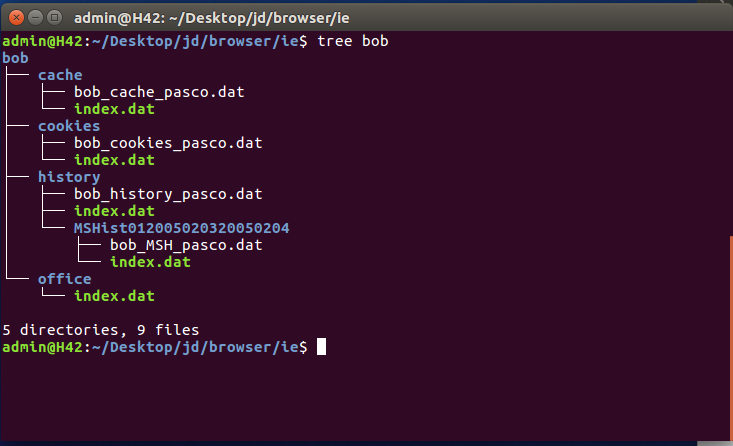 admin@H42: ~/Desktop/jd/browser/ie
admin@H42:~/Desktop/jd/browser/ie$ tree bob
bob
├── cache
│   ├── bob_cache_pasco.dat
│   └── index.dat
├── cookies
│   ├── bob_cookies_pasco.dat
│   └── index.dat
├── history
│   ├── bob_history_pasco.dat
│   ├── index.dat
│   └── MSHist012005020320050204
│       ├── bob_MSH_pasco.dat
│       └── index.dat
└── office
    └── index.dat
5 directories, 9 files
admin@H42:~/Desktop/jd/browser/ie$